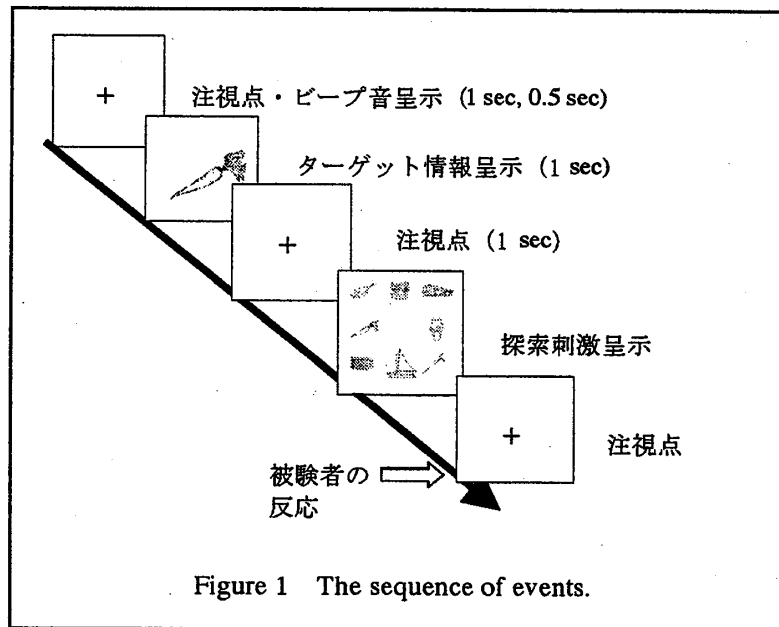 注視点・ビープ音呈示 (1 sec, 0.5 sec)
ターゲット情報呈示 (1 sec)
注視点 (1 sec)
探索刺激呈示
注視点
被験者の
反応
Figure 1 The sequence of events.